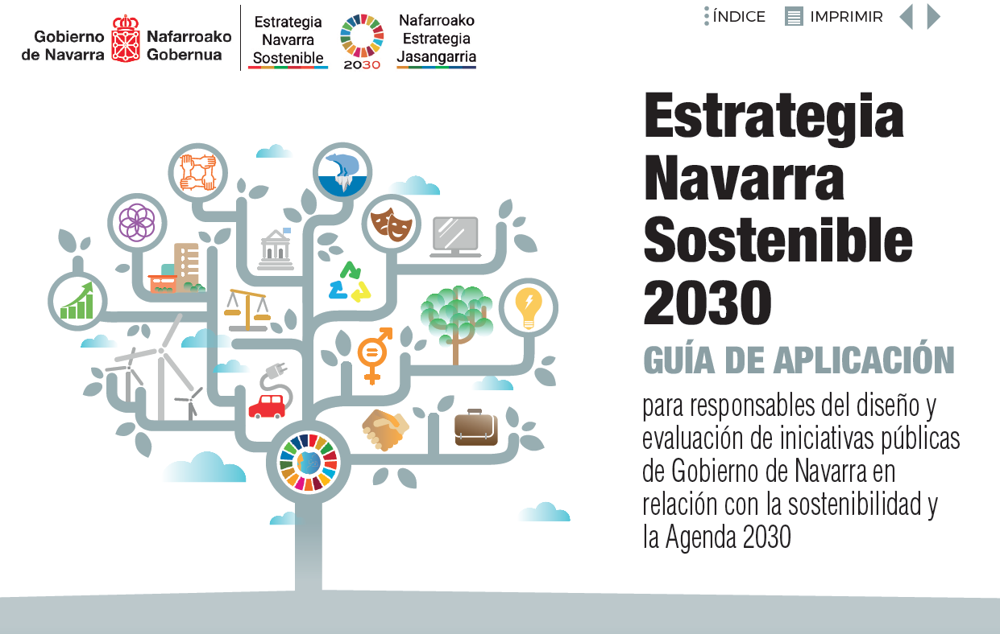 Gobierno
de Navarra
Nafarroako
Gobernua
Estrategia
Navarra
Sostenible
2030
Nafarroako
Estrategia
Jasangarria
ÍNDICE
IMPRIMIR
Estrategia
Navarra
Sostenible
2030
GUÍA DE APLICACIÓN
para responsables del diseño y
evaluación de iniciativas públicas
de Gobierno de Navarra en
relación con la sostenibilidad y
la Agenda 2030